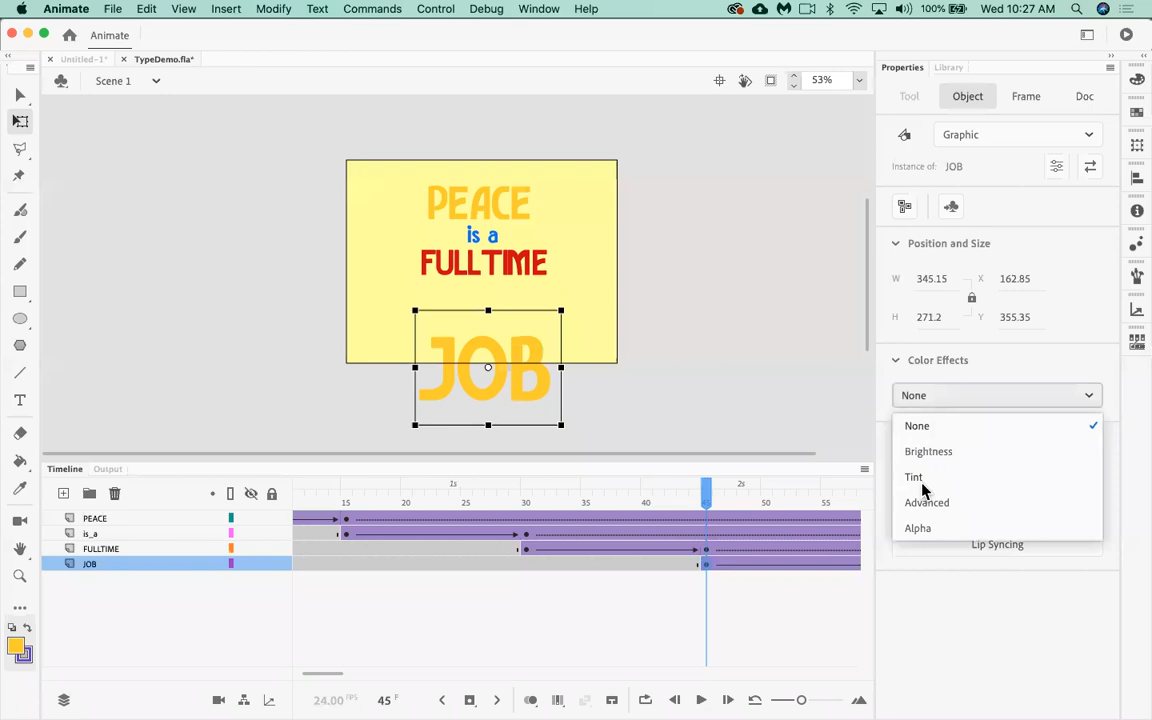 Animate File Edit View Insert Modify Text Commands Control Debug Window Help 100% Wed 10:27 AM
Animate
Untitled-1* TypeDemo.fla*
Scene 1 53%
PEACE
is a
FULLTIME
JOB
Properties Library
Tool Object Frame Doc
Graphic
Instance of: JOB
Position and Size
W 345.15 X 162.85
H 271.2 Y 355.35
Color Effects
None
None
Brightness
Tint
Advanced
Alpha
Lip Syncing
Timeline Output
1s 2s
15 20 25 30 35 40 45 50 55
PEACE
is_a
FULLTIME
JOB
24.00 FPS 45 F